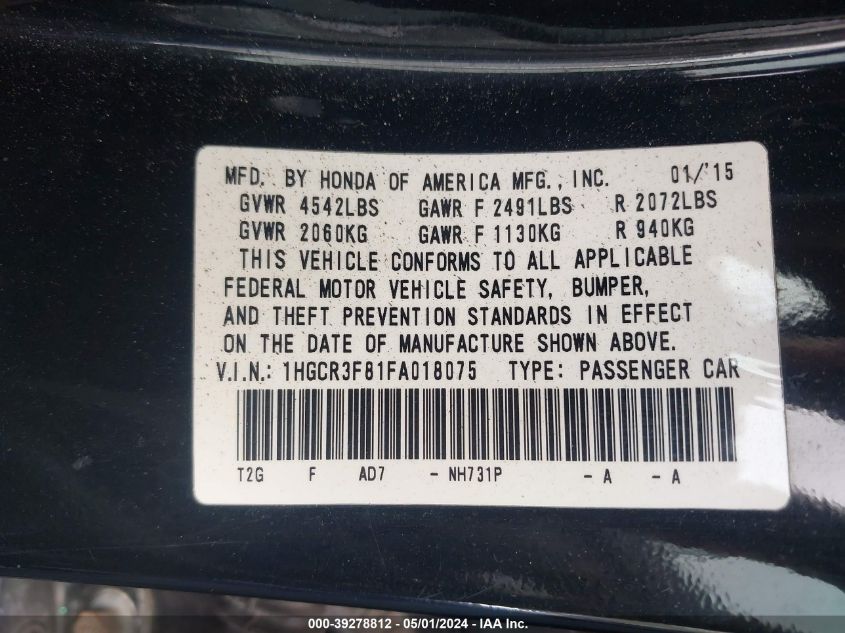 MFD. BY HONDA OF AMERICA MFG., INC. 01/'15
GVWR 4542LBS GAWR F 2491LBS R 2072LBS
GVWR 2060KG GAWR F 1130KG R 940KG
THIS VEHICLE CONFORMS TO ALL APPLICABLE
FEDERAL MOTOR VEHICLE SAFETY, BUMPER,
AND THEFT PREVENTION STANDARDS IN EFFECT
ON THE DATE OF MANUFACTURE SHOWN ABOVE.
V.I.N.: 1HGCR3F81FA018075 TYPE: PASSENGER CAR
T2G F AD7 - NH731P - A - A
000-39278812 - 05/01/2024 - IAA Inc.